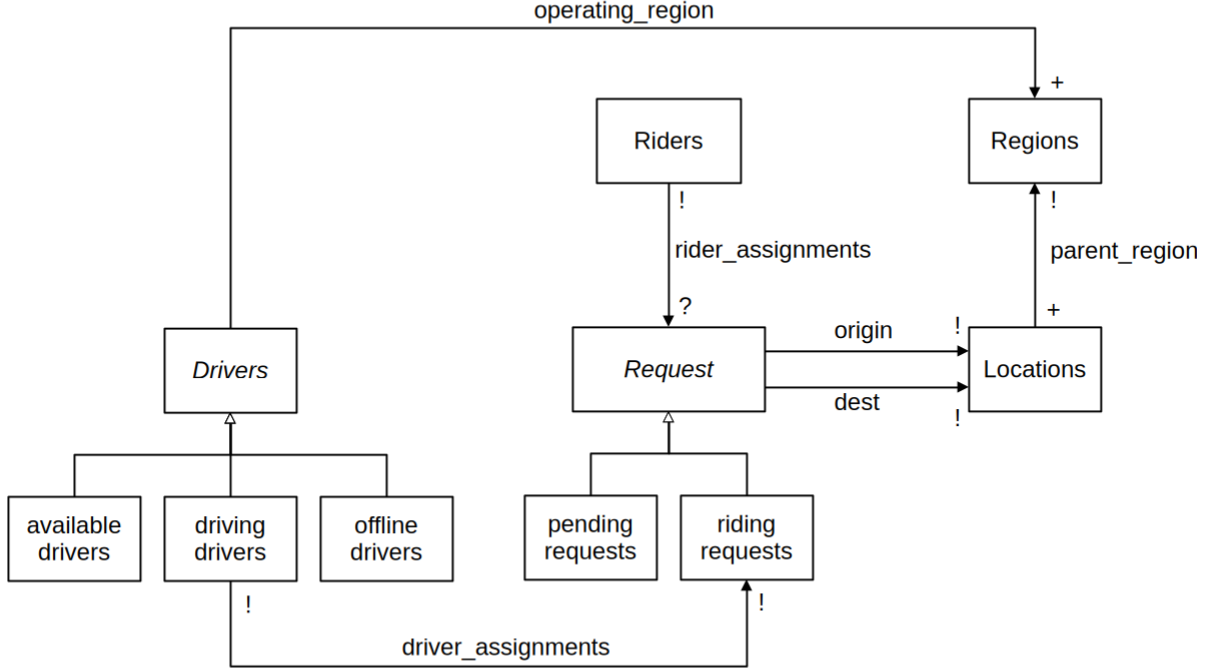 operating_region
+
Riders
Regions
!
!
rider_assignments
parent_region
?
!
+
origin
Drivers
Request
Locations
dest
!
available
drivers
driving
drivers
offline
drivers
pending
requests
riding
requests
!
!
driver_assignments